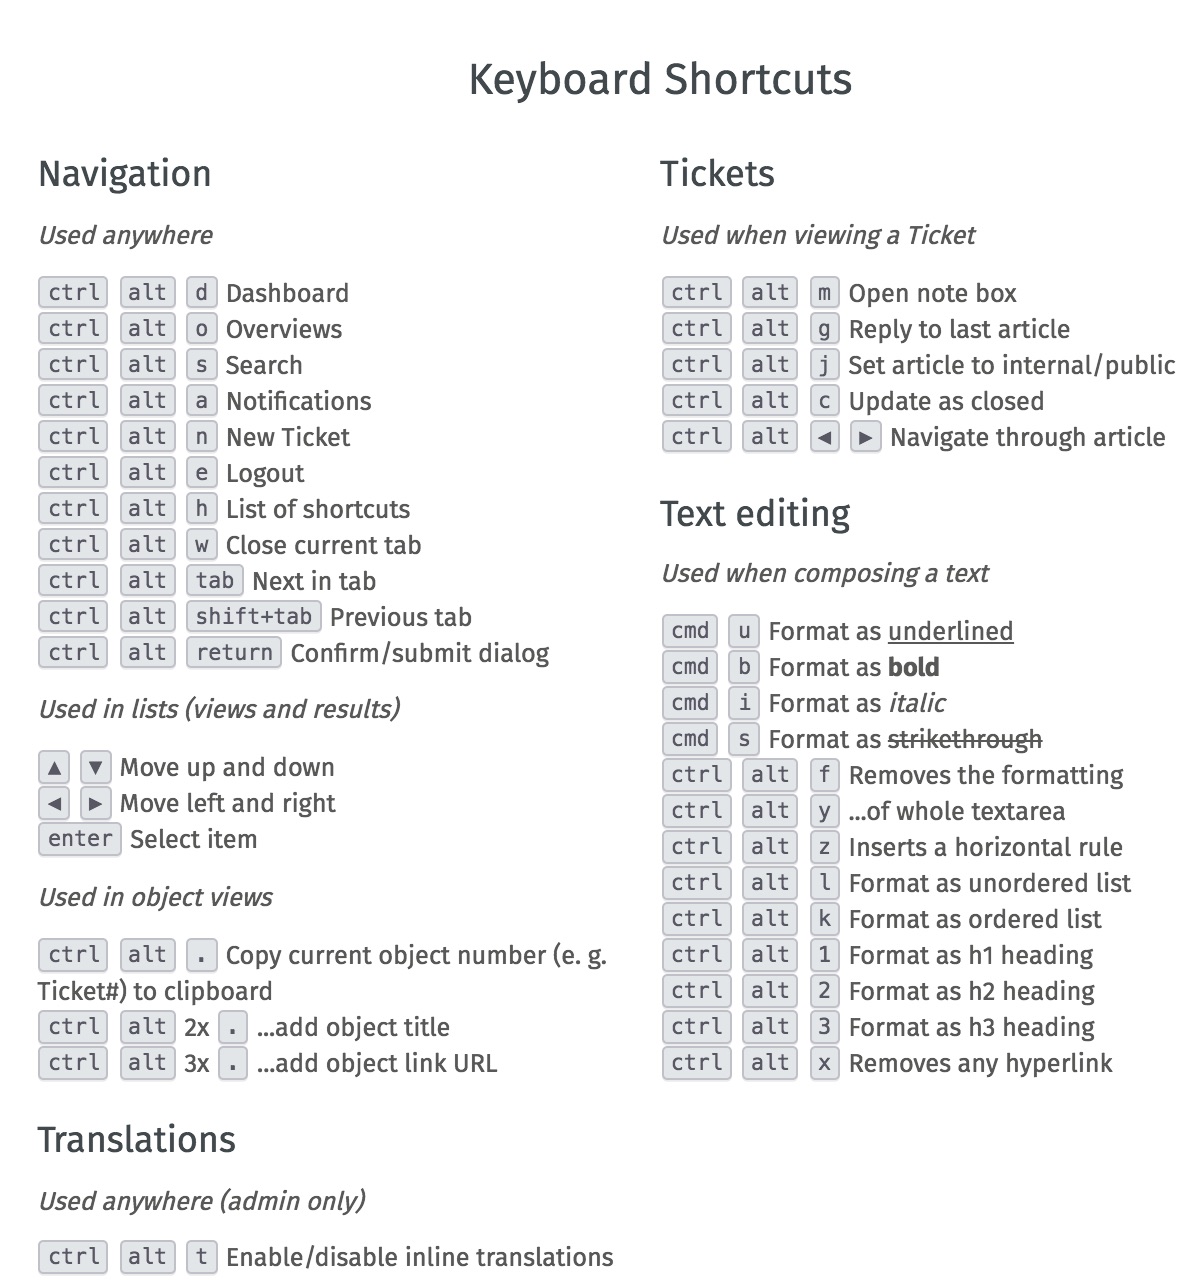 Keyboard Shortcuts
Navigation
Used anywhere
ctrl alt d Dashboard
ctrl alt o Overviews
ctrl alt s Search
ctrl alt a Notifications
ctrl alt n New Ticket
ctrl alt e Logout
ctrl alt h List of shortcuts
ctrl alt w Close current tab
ctrl alt tab Next in tab
ctrl alt shift+tab Previous tab
ctrl alt return Confirm/submit dialog
Used in lists (views and results)
▲ ▼ Move up and down
◀ ▶ Move left and right
enter Select item
Used in object views
ctrl alt . Copy current object number (e. g.
Ticket#) to clipboard
ctrl alt 2x . ...add object title
ctrl alt 3x . ...add object link URL
Translations
Used anywhere (admin only)
ctrl alt t Enable/disable inline translations
Tickets
Used when viewing a Ticket
ctrl alt m Open note box
ctrl alt g Reply to last article
ctrl alt j Set article to internal/public
ctrl alt c Update as closed
ctrl alt ◀ ▶ Navigate through article
Text editing
Used when composing a text
cmd u Format as underlined
cmd b Format as bold
cmd i Format as italic
cmd s Format as strikethrough
ctrl alt f Removes the formatting
ctrl alt y ...of whole textarea
ctrl alt z Inserts a horizontal rule
ctrl alt l Format as unordered list
ctrl alt k Format as ordered list
ctrl alt 1 Format as h1 heading
ctrl alt 2 Format as h2 heading
ctrl alt 3 Format as h3 heading
ctrl alt x Removes any hyperlink